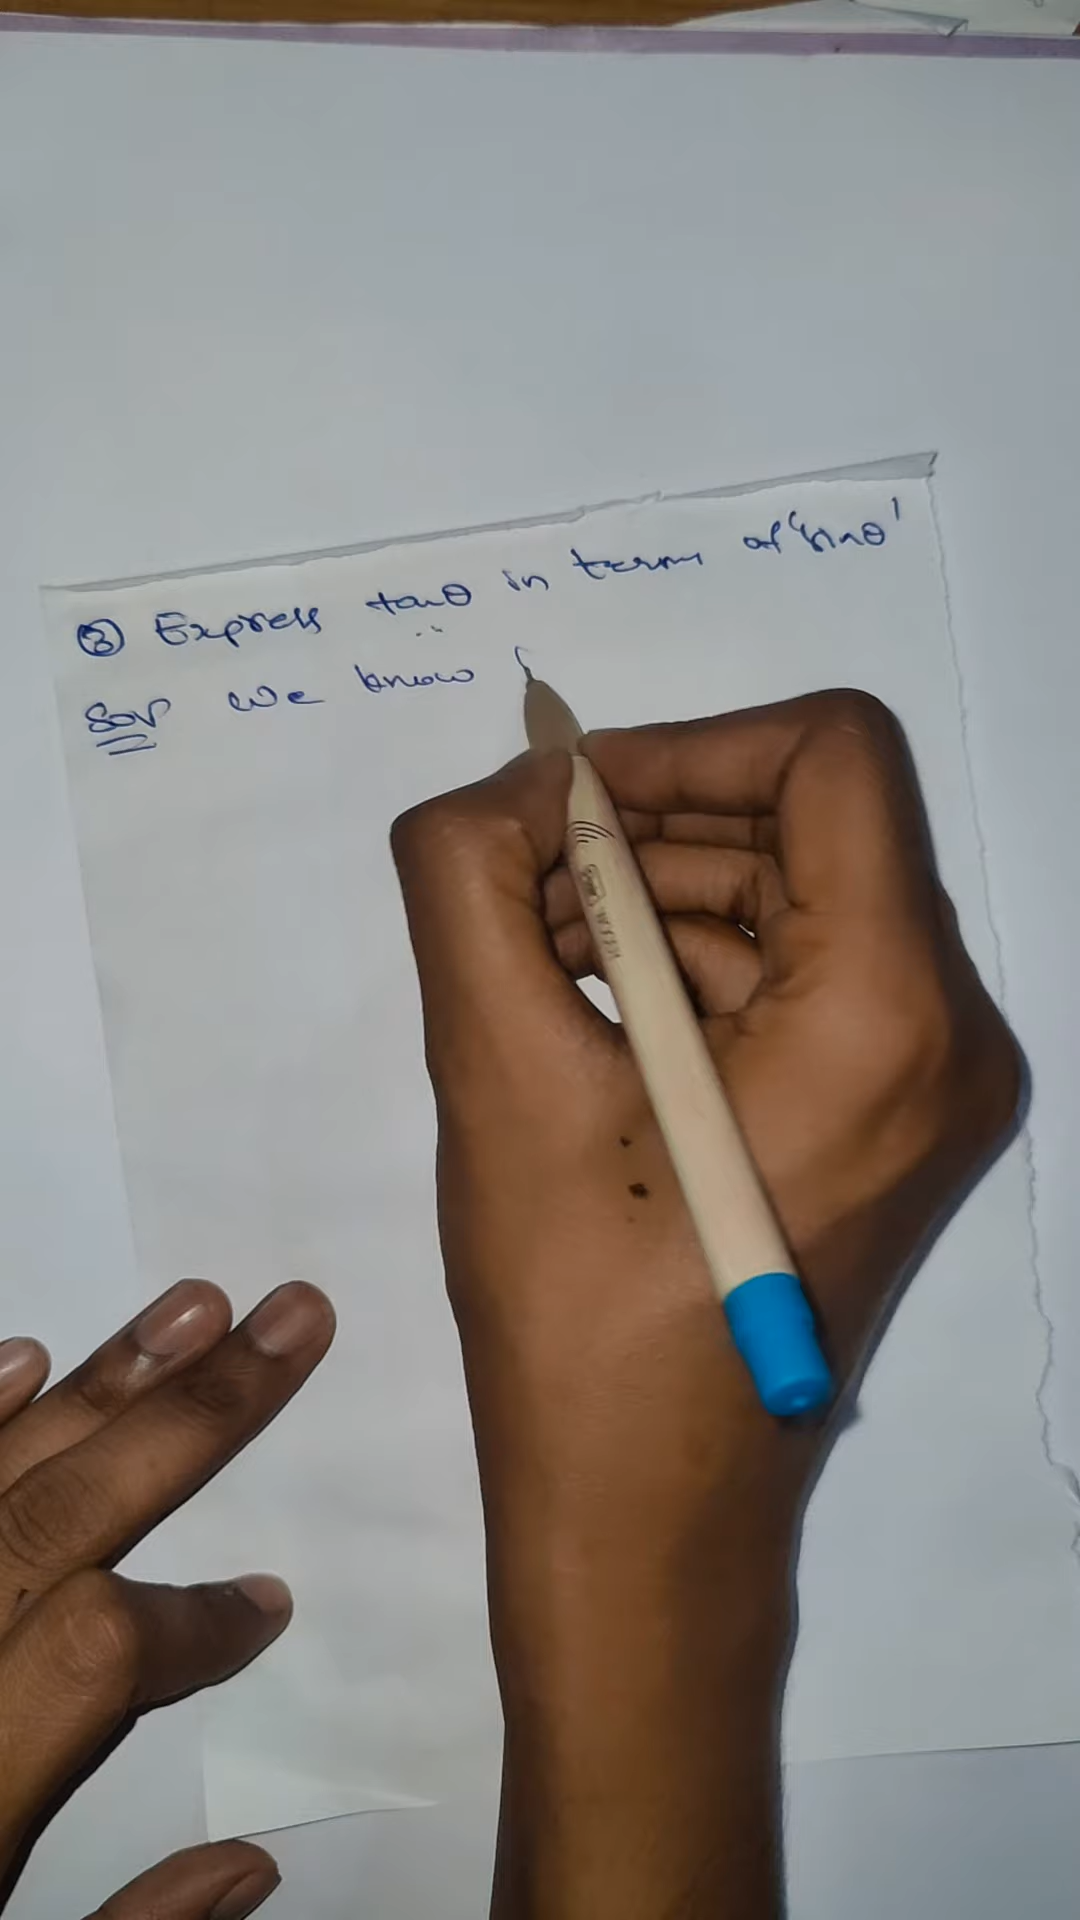 ③ Express tanθ in term of 'sinθ'
Sol we know